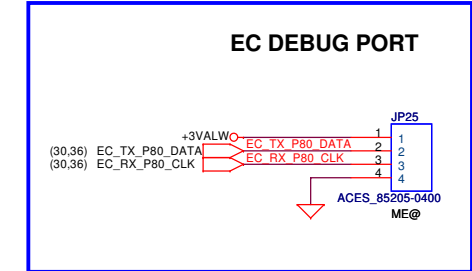 EC DEBUG PORT
JP25
+3VALW 1 1
(30,36) EC_TX_P80_DATA EC_TX_P80_DATA 2 2
(30,36) EC_RX_P80_CLK EC_RX_P80_CLK 3 3
4 4
ACES_85205-0400
ME@